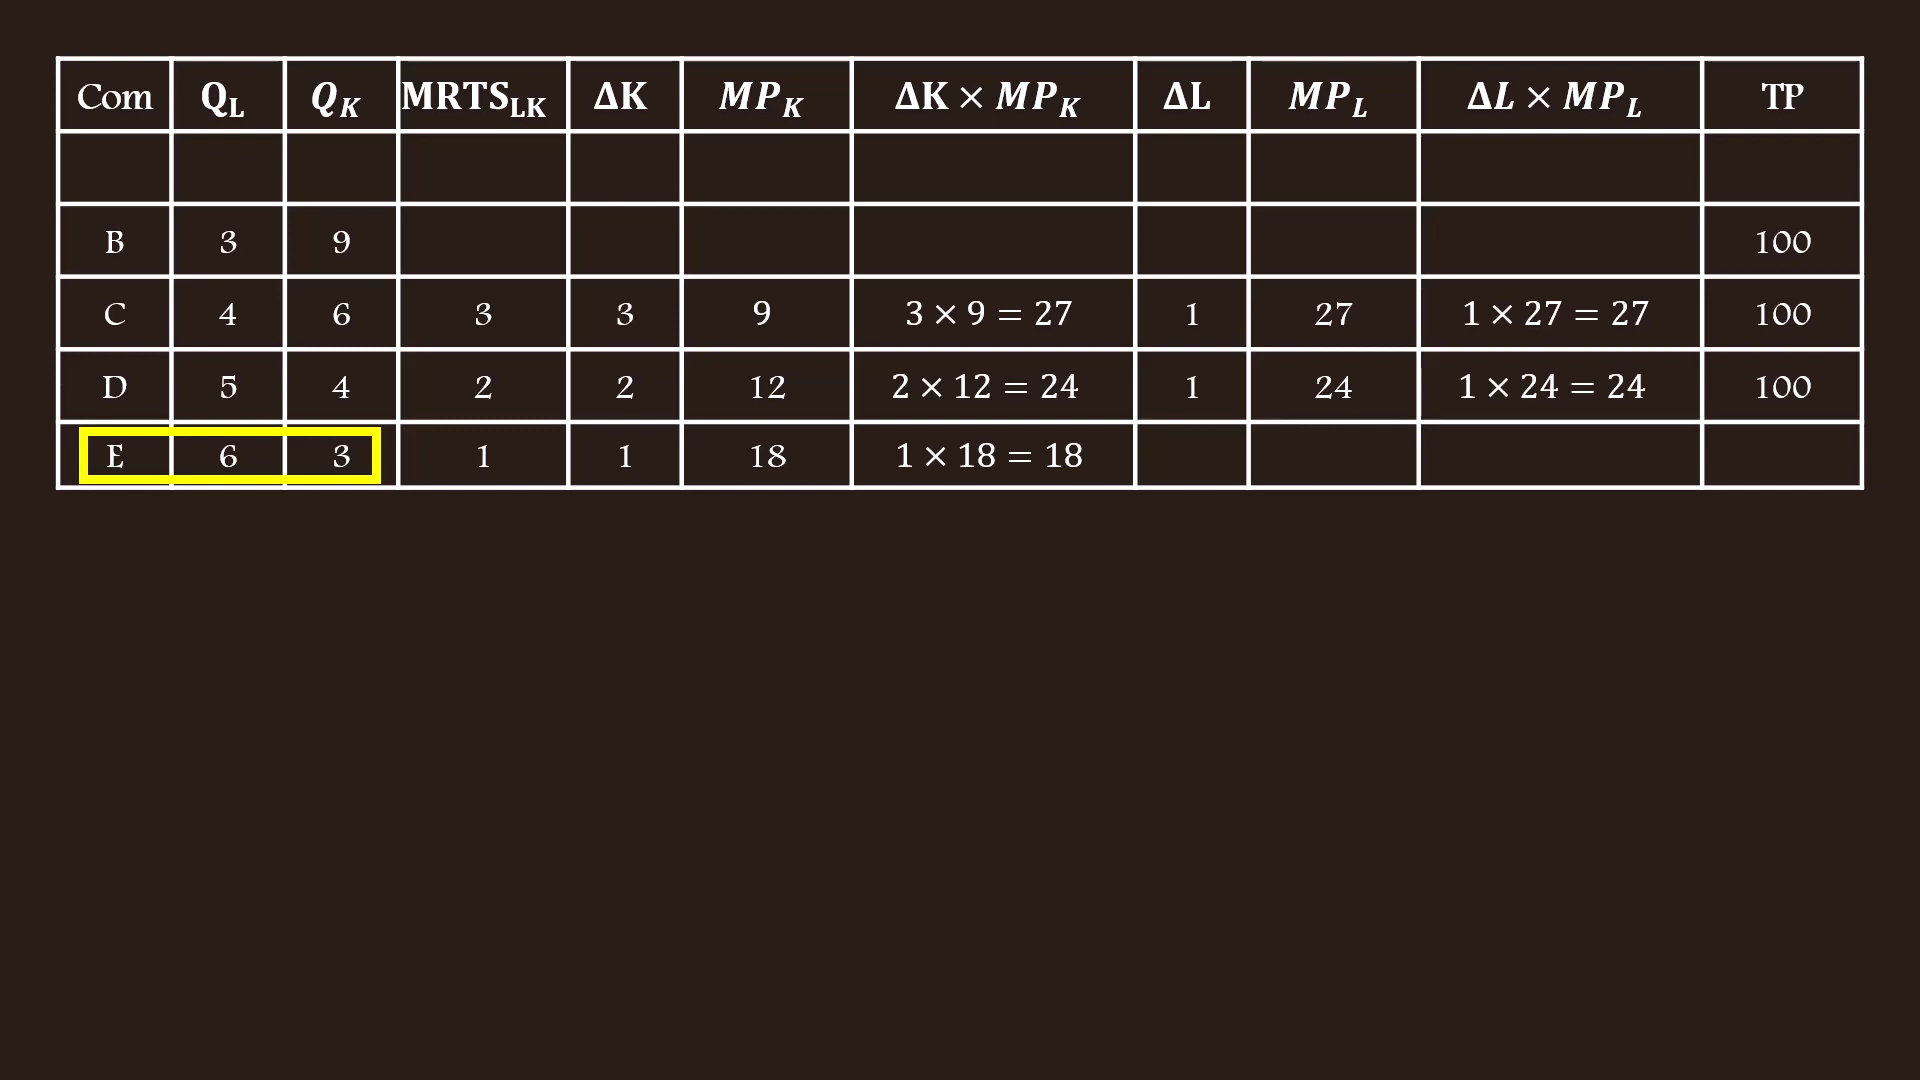 Com Q_L Q_K MRTS_LK ΔK MP_K ΔK × MP_K ΔL MP_L ΔL × MP_L TP
B 3 9 100
C 4 6 3 3 9 3 × 9 = 27 1 27 1 × 27 = 27 100
D 5 4 2 2 12 2 × 12 = 24 1 24 1 × 24 = 24 100
E 6 3 1 1 18 1 × 18 = 18